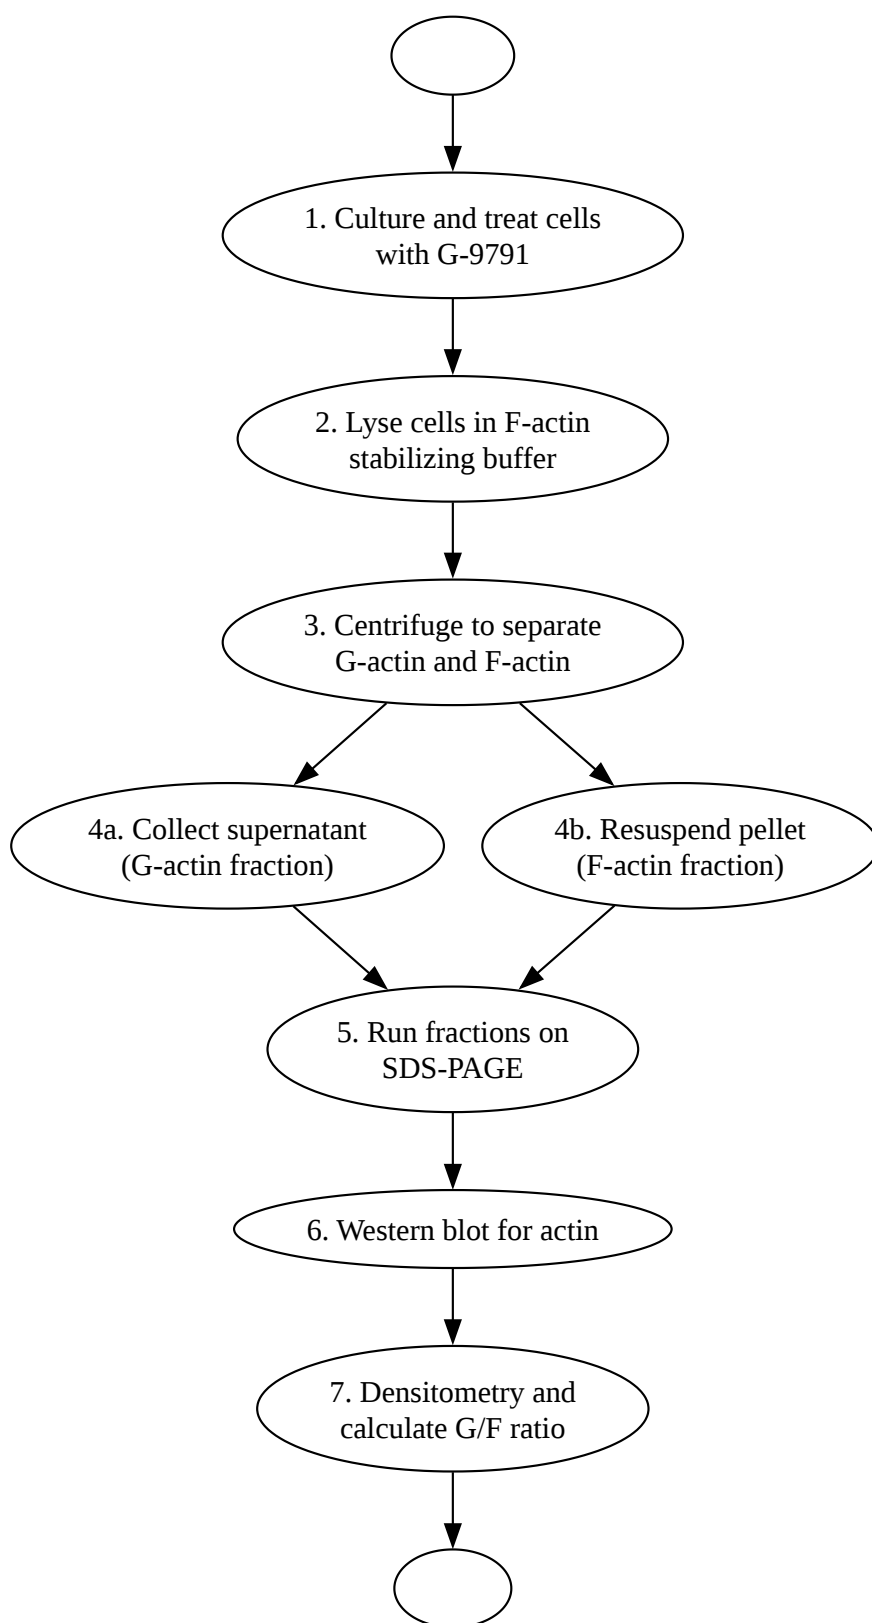 1. Culture and treat cells
with G-9791
2. Lyse cells in F-actin
stabilizing buffer
3. Centrifuge to separate
G-actin and F-actin
4a. Collect supernatant
(G-actin fraction)
4b. Resuspend pellet
(F-actin fraction)
5. Run fractions on
SDS-PAGE
6. Western blot for actin
7. Densitometry and
calculate G/F ratio